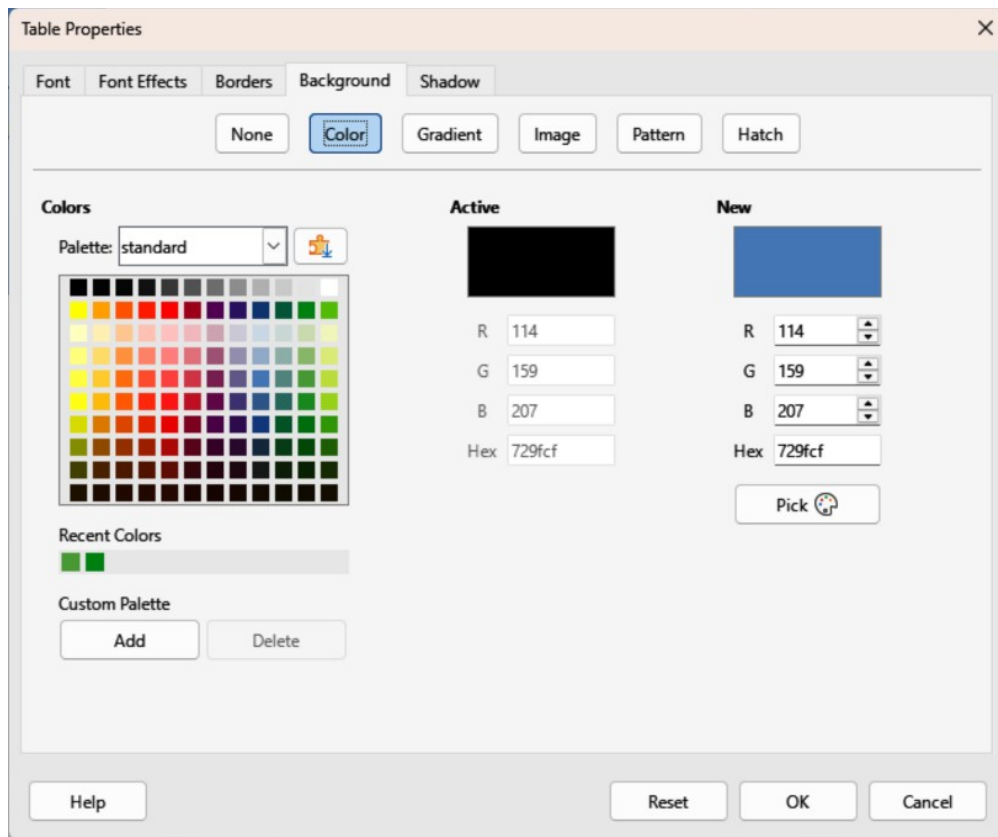 Table Properties
Font Font Effects Borders Background Shadow
None Color Gradient Image Pattern Hatch
Colors Active New
Palette: standard
R 114 R 114
G 159 G 159
B 207 B 207
Hex 729fcf Hex 729fcf
Pick
Recent Colors
Custom Palette
Add Delete
Help Reset OK Cancel